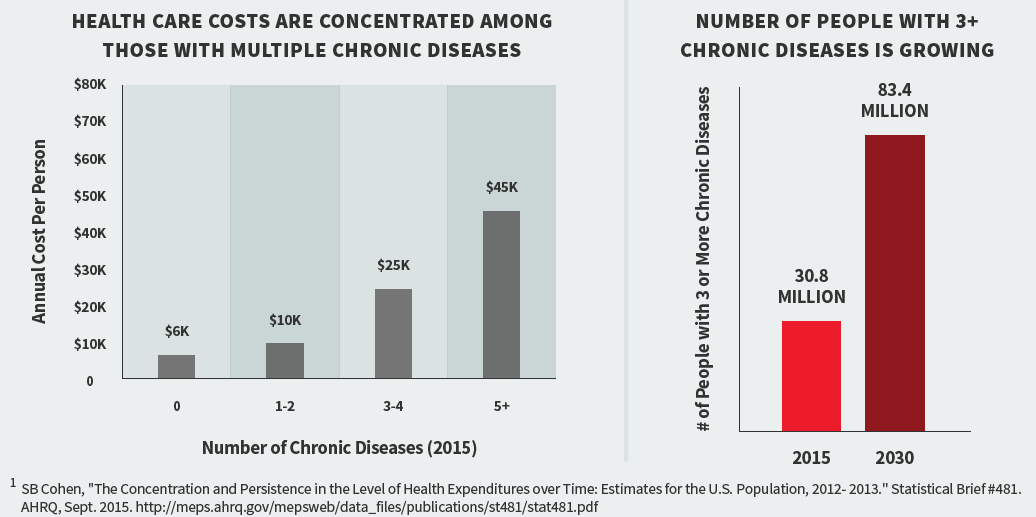 HEALTH CARE COSTS ARE CONCENTRATED AMONG
THOSE WITH MULTIPLE CHRONIC DISEASES
$80K
$70K
$60K
$50K
$40K
$30K
$20K
$10K
0
Annual Cost Per Person
$6K
$10K
$25K
$45K
0
1-2
3-4
5+
Number of Chronic Diseases (2015)
NUMBER OF PEOPLE WITH 3+
CHRONIC DISEASES IS GROWING
# of People with 3 or More Chronic Diseases
30.8
MILLION
83.4
MILLION
2015
2030
1 SB Cohen, "The Concentration and Persistence in the Level of Health Expenditures over Time: Estimates for the U.S. Population, 2012- 2013." Statistical Brief #481.
AHRQ, Sept. 2015. http://meps.ahrq.gov/mepsweb/data_files/publications/st481/stat481.pdf